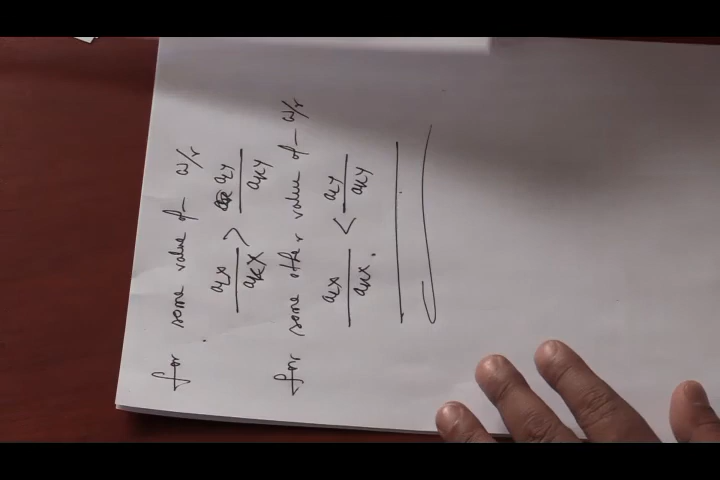 for some value of w/r
aLX/aKX > aLY/aKY
for some other value of w/r
aLX/aKX < aLY/aKY